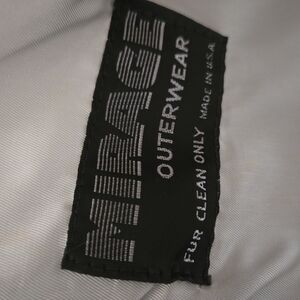 MIRAGE
OUTERWEAR
FUR CLEAN ONLY MADE IN U.S.A.